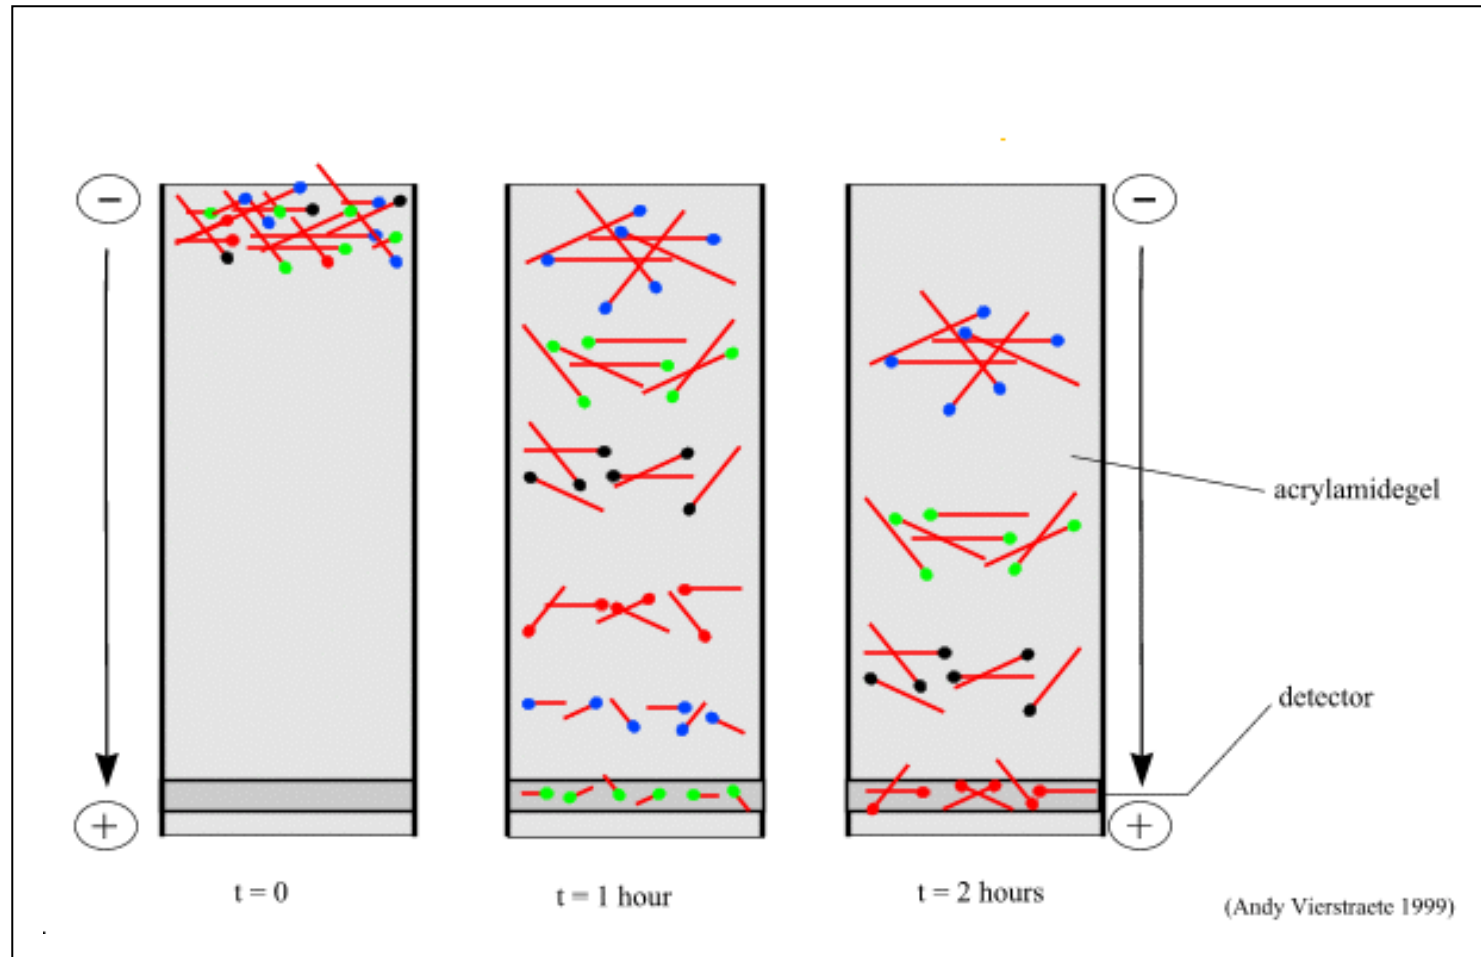 −
−
acrylamidegel
detector
+
+
t = 0
t = 1 hour
t = 2 hours
(Andy Vierstraete 1999)